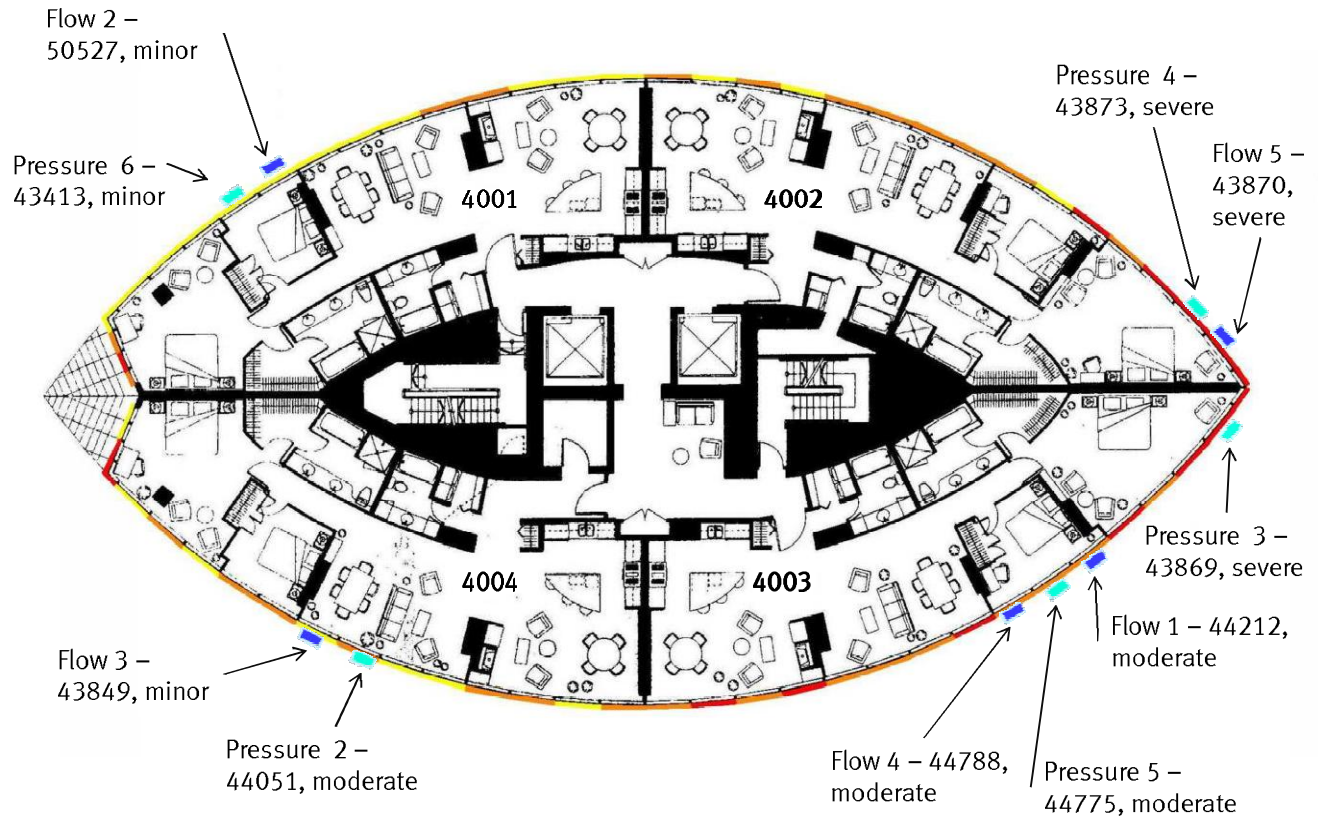 Flow 2 –
50527, minor
Pressure 4 –
43873, severe
Flow 5 –
43870,
severe
Pressure 6 –
43413, minor
4001
4002
4004
4003
Pressure 3 –
43869, severe
Flow 1 – 44212,
moderate
Flow 3 –
43849, minor
Pressure 2 –
44051, moderate
Flow 4 – 44788,
moderate
Pressure 5 –
44775, moderate